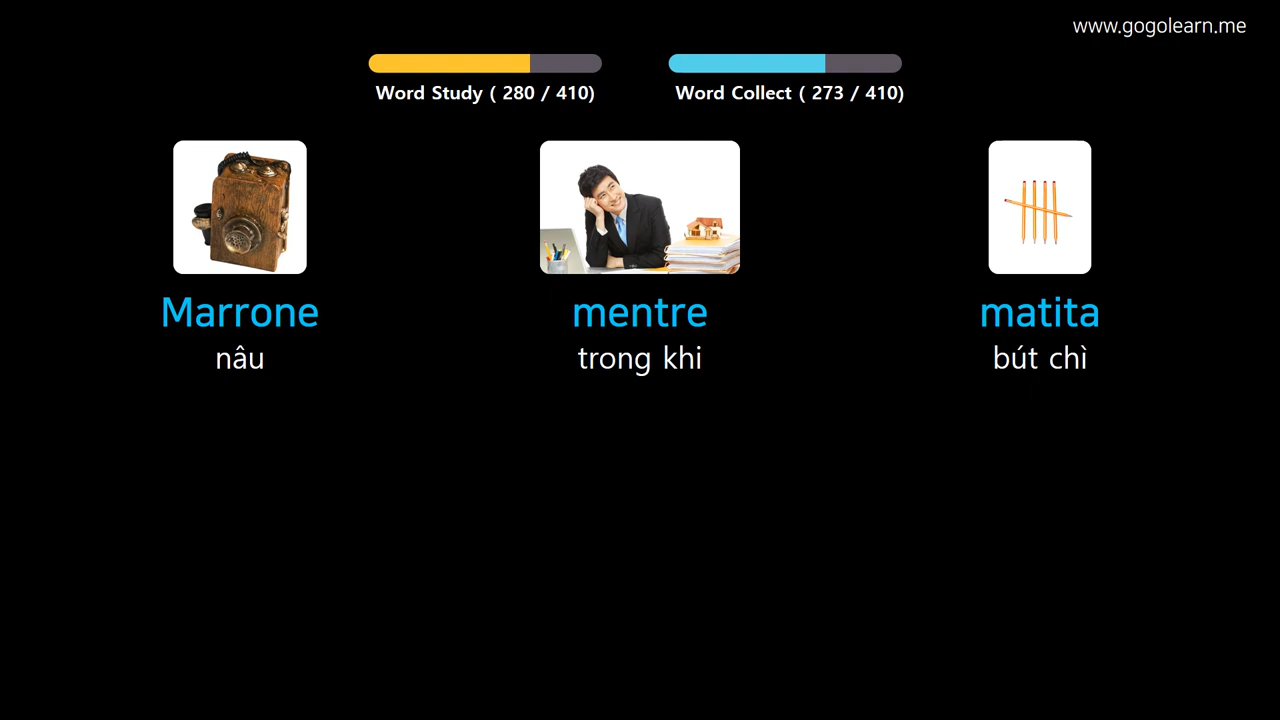 www.gogolearn.me
Word Study ( 280 / 410)
Word Collect ( 273 / 410)
Marrone
mentre
matita
nâu
trong khi
bút chì